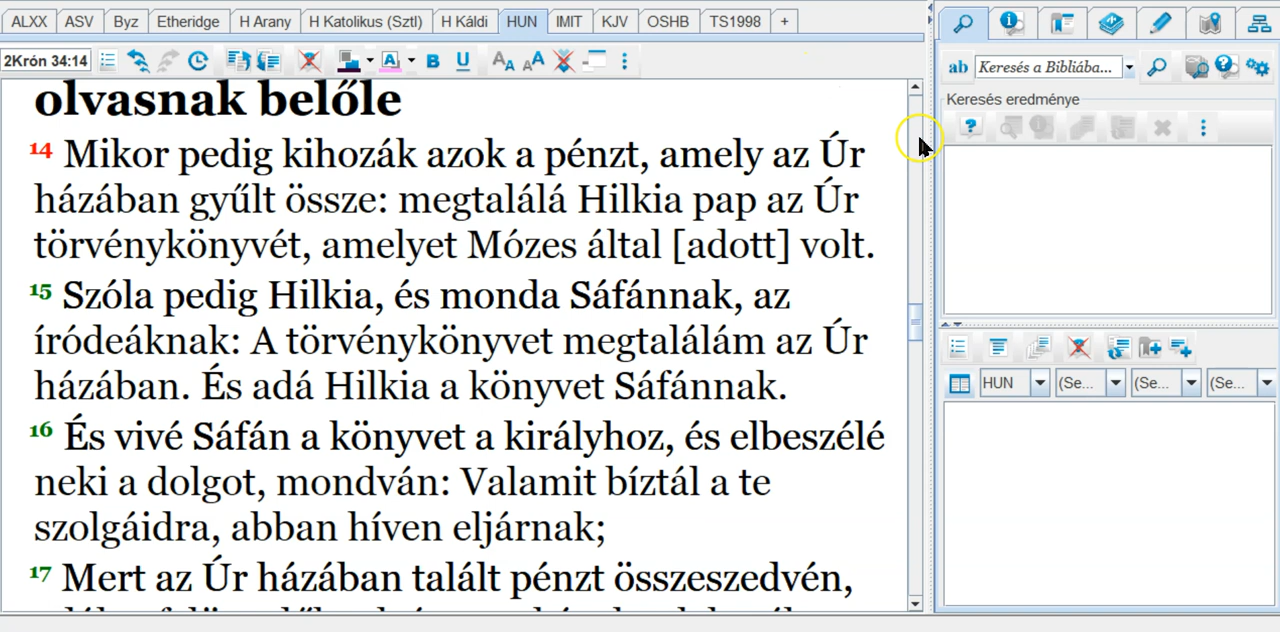 ALXX ASV Byz Etheridge H Arany H Katolikus (Sztl) H Káldi HUN IMIT KJV OSHB TS1998 +
2Krón 34:14
ab Keresés a Bibliába...
Keresés eredménye
HUN (Se... (Se... (Se...
olvasnak belőle
14 Mikor pedig kihozák azok a pénzt, amely az Úr
házában gyűlt össze: megtalálá Hilkia pap az Úr
törvénykönyvét, amelyet Mózes által [adott] volt.
15 Szóla pedig Hilkia, és monda Sáfánnak, az
íródeáknak: A törvénykönyvet megtalálám az Úr
házában. És adá Hilkia a könyvet Sáfánnak.
16 És vivé Sáfán a könyvet a királyhoz, és elbeszélé
neki a dolgot, mondván: Valamit bíztál a te
szolgáidra, abban híven eljárnak;
17 Mert az Úr házában talált pénzt összeszedvén,